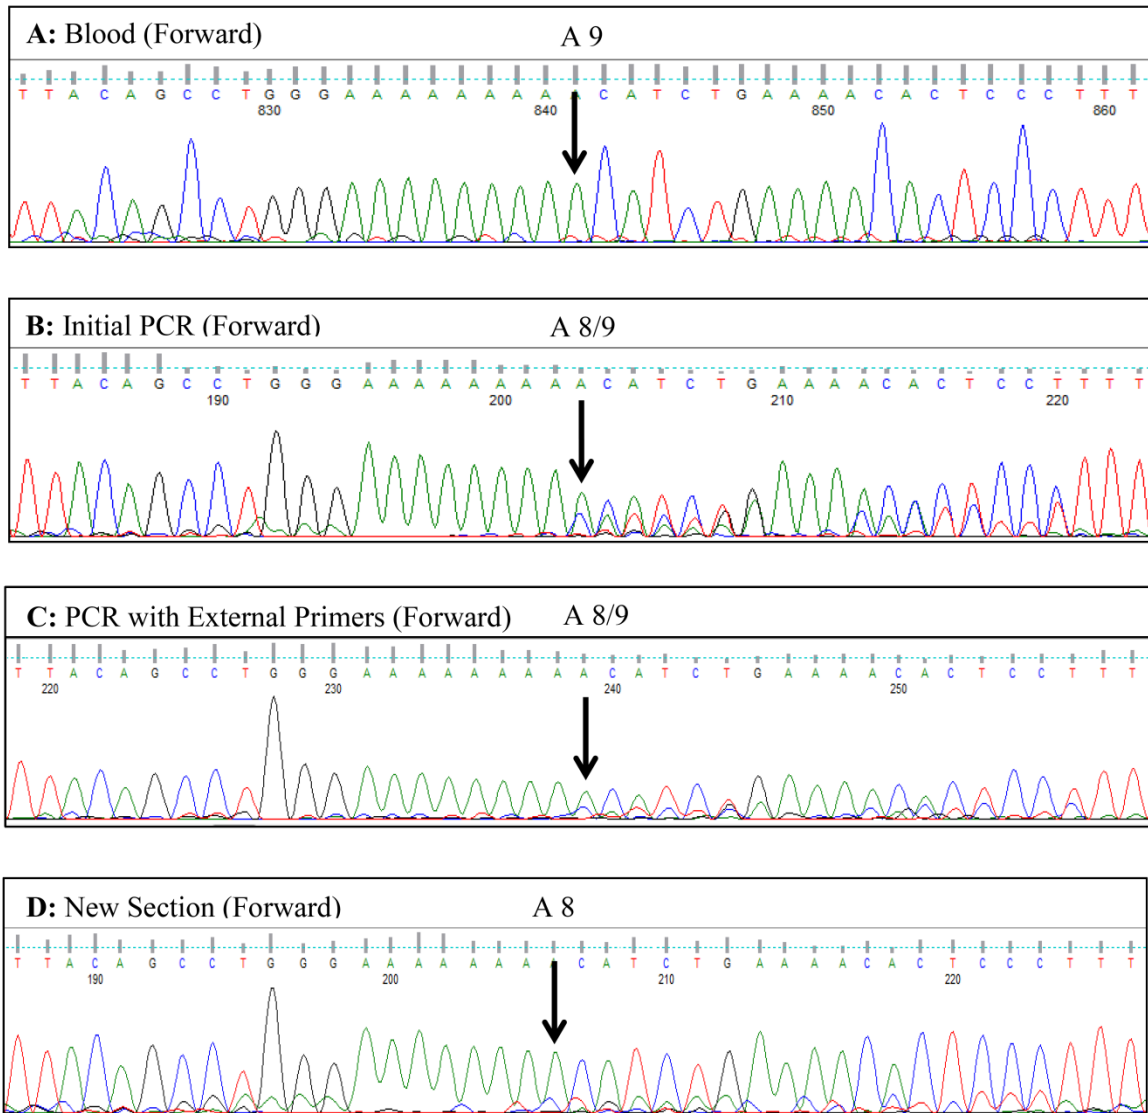 A: Blood (Forward) A 9
T T A C A G C C T G G G A A A A A A A A A C A T C T G A A A A C A C T C C C T T T
830 840 850 860
B: Initial PCR (Forward) A 8/9
T T A C A G C C T G G G A A A A A A A A A C A T C T G A A A A C A C T C C T T T T
190 200 210 220
C: PCR with External Primers (Forward) A 8/9
T T A C A G C C T G G G A A A A A A A A A C A T C T G A A A A C A C T C C T T T
220 230 240 250
D: New Section (Forward) A 8
T T A C A G C C T G G G A A A A A A A A C A T C T G A A A A C A C T C C C T T T
190 200 210 220